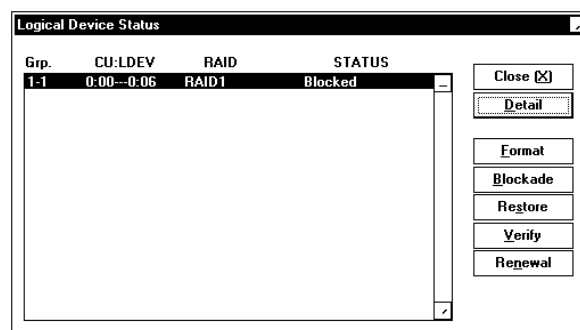 Logical Device Status
Grp. CU:LDEV RAID STATUS
1-1 0:00---0:06 RAID1 Blocked
Close (X)
Detail
Format
Blockade
Restore
Verify
Renewal